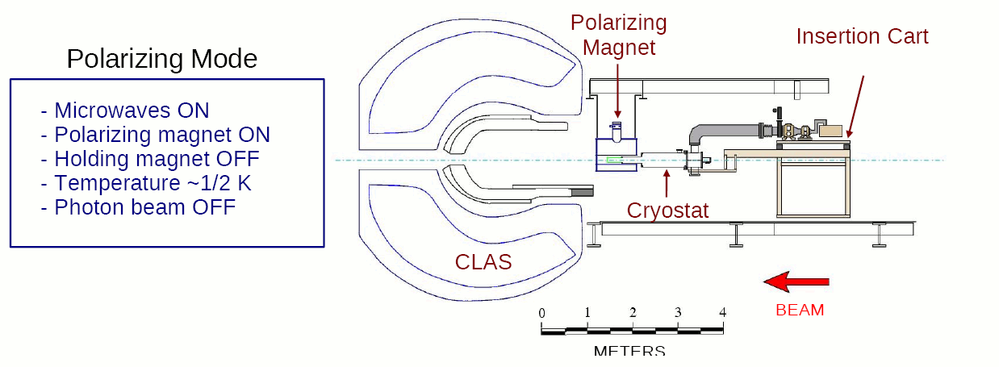 Polarizing Mode
- Microwaves ON
- Polarizing magnet ON
- Holding magnet OFF
- Temperature ~1/2 K
- Photon beam OFF
Polarizing
Magnet
Insertion Cart
Cryostat
CLAS
BEAM
0 1 2 3 4
METERS